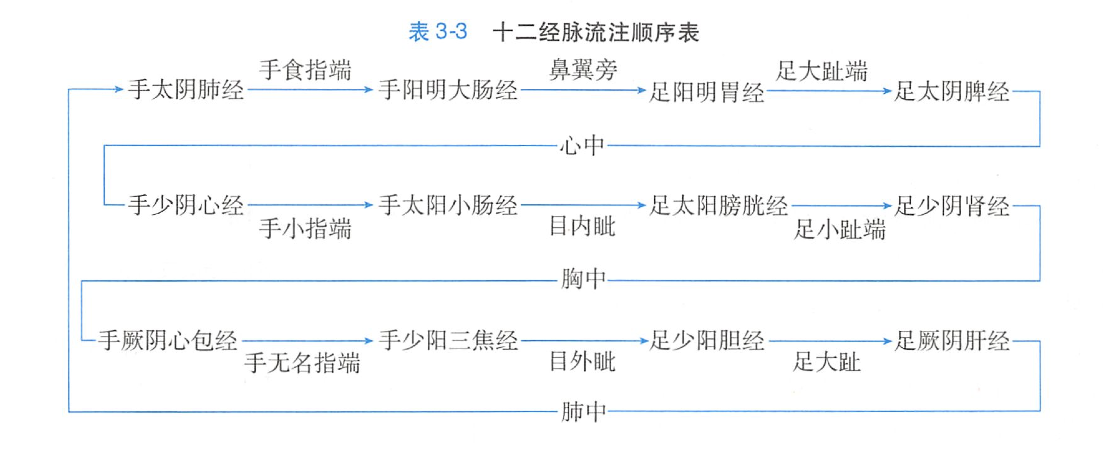 表 3-3 十二经脉流注顺序表
手食指端 鼻翼旁 足大趾端
手太阴肺经 手阳明大肠经 足阳明胃经 足太阴脾经
心中
手少阴心经 手太阳小肠经 足太阳膀胱经 足少阴肾经
手小指端 目内眦 足小趾端
胸中
手厥阴心包经 手少阳三焦经 足少阳胆经 足厥阴肝经
手无名指端 目外眦 足大趾
肺中